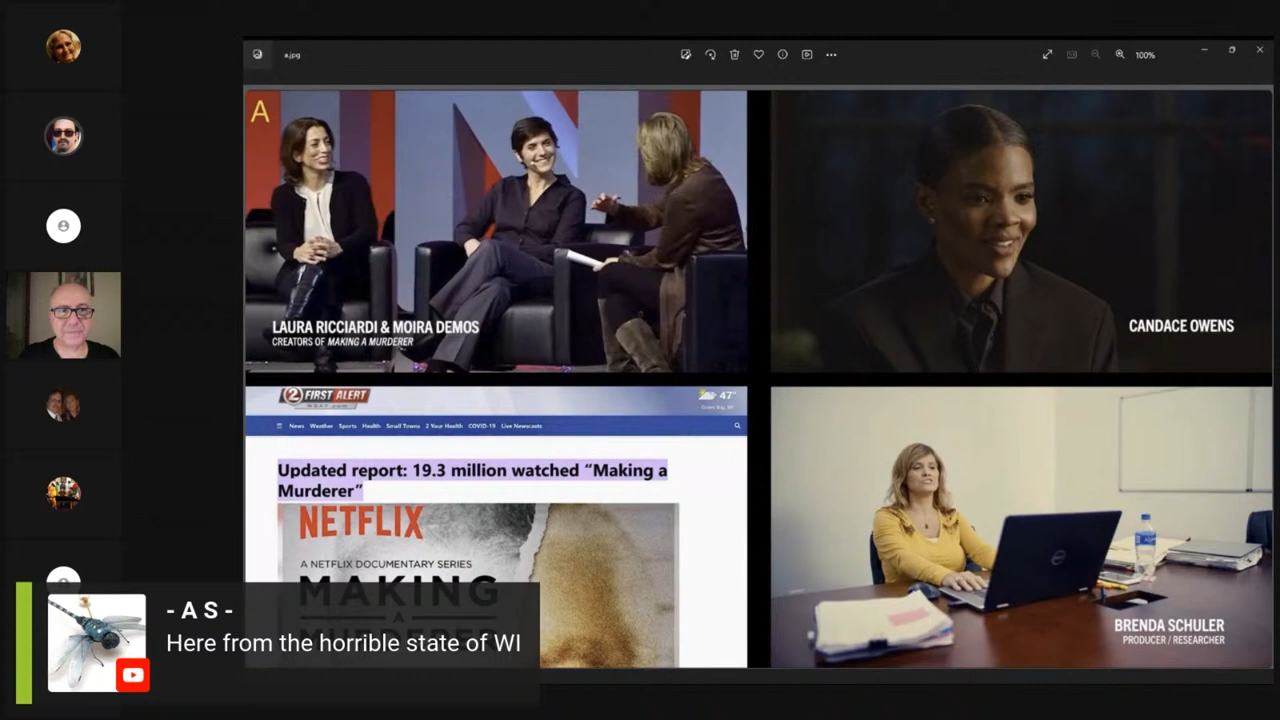 a.jpg
100%
A
LAURA RICCIARDI & MOIRA DEMOS
CREATORS OF MAKING A MURDERER
CANDACE OWENS
2 FIRST ALERT
47°
News Weather Sports Health Small Towns 2 Your Health COVID-19 Live Newscasts
Updated report: 19.3 million watched “Making a
Murderer”
NETFLIX
A NETFLIX DOCUMENTARY SERIES
MAKING
A
BRENDA SCHULER
PRODUCER / RESEARCHER
- A S -
Here from the horrible state of WI